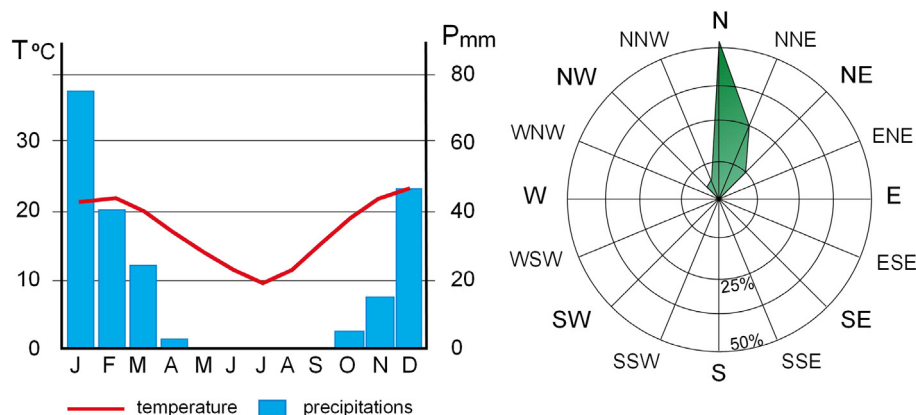 T ºC
Pmm
80
30
60
20
40
10
20
0
0
J F M A M J J A S O N D
temperature
precipitations
N
NNW
NNE
NW
NE
WNW
ENE
W
E
WSW
ESE
25%
SW
SE
50%
SSW
SSE
S